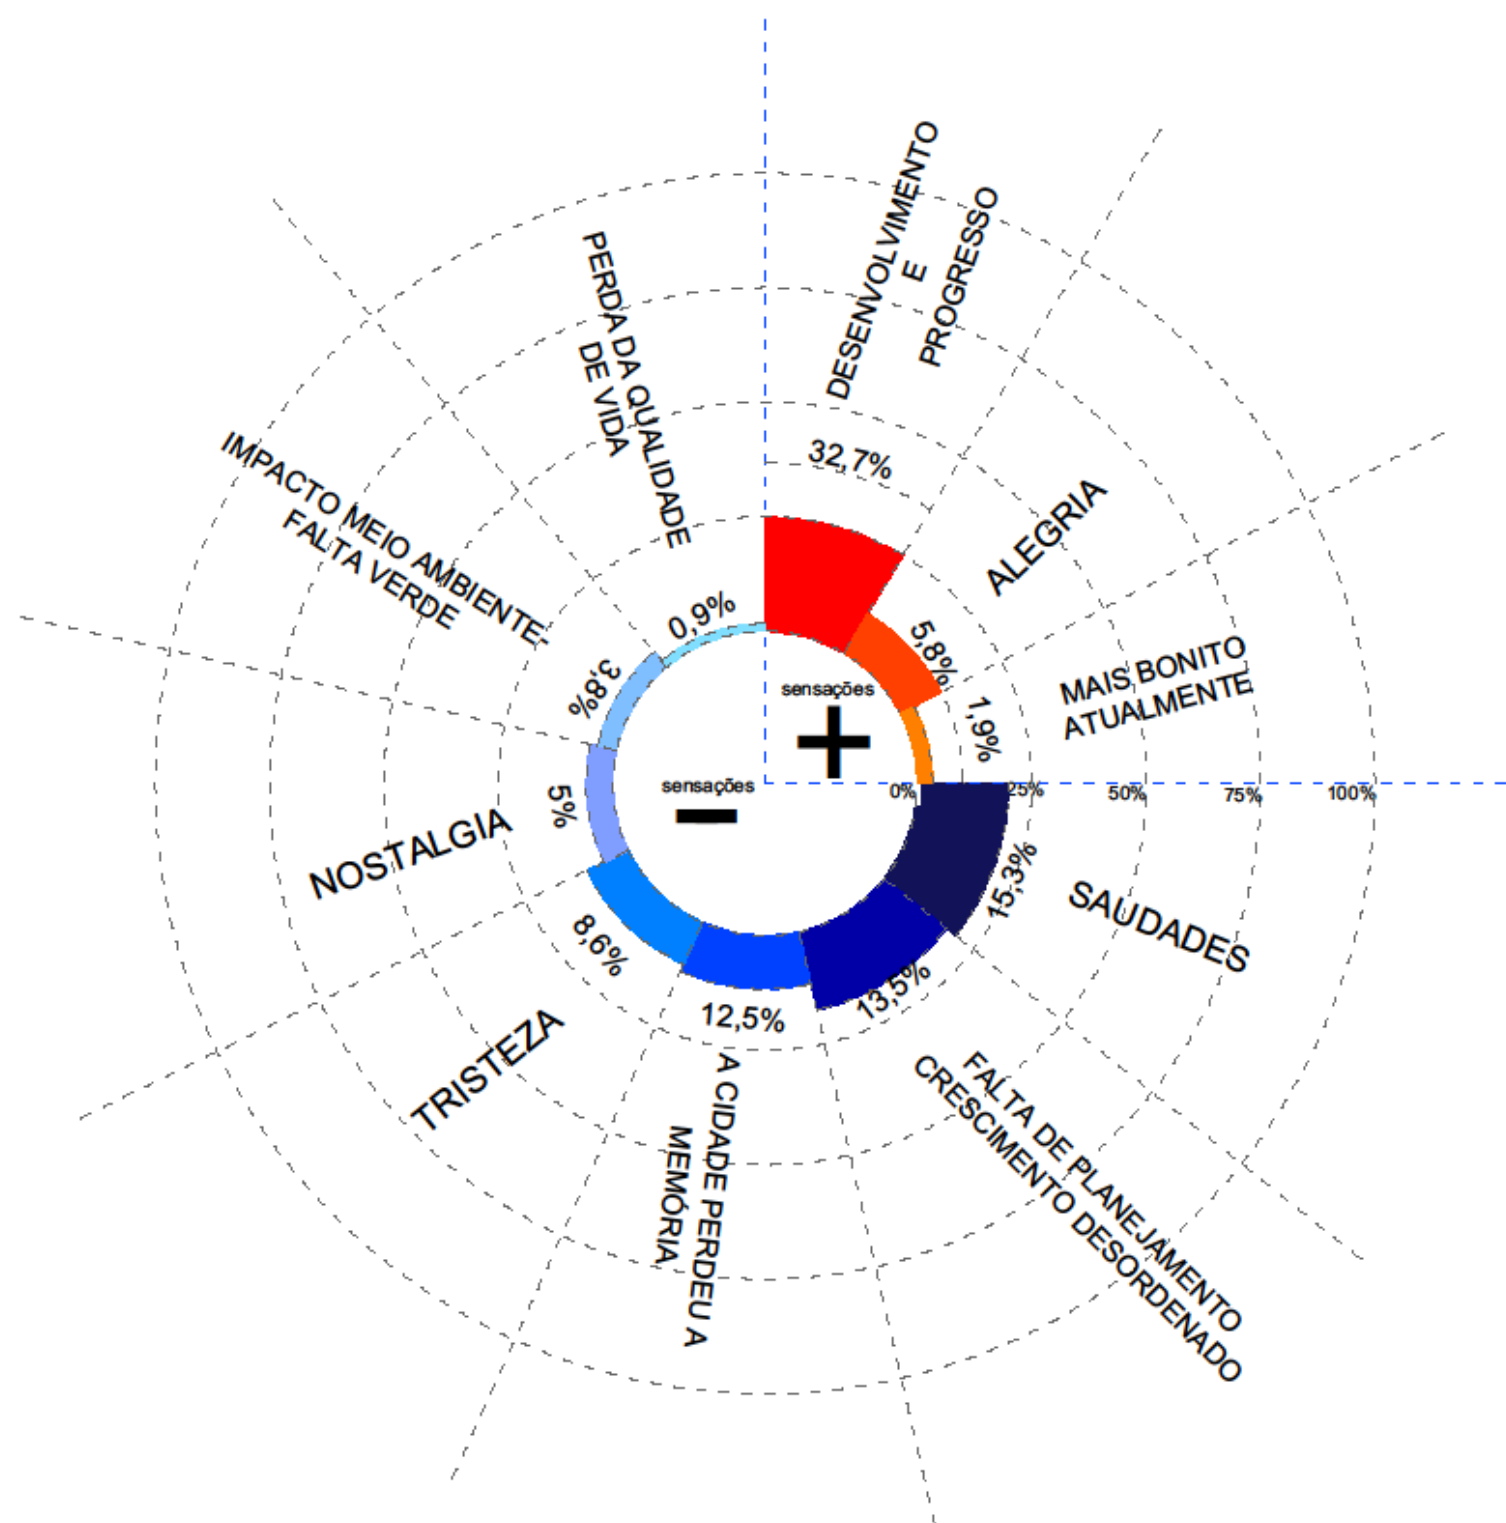 DESENVOLVIMENTO
E
PROGRESSO
32,7%
ALEGRIA
5,8%
MAIS BONITO
ATUALMENTE
1,9%
sensações
+
sensações
-
0%
25%
50%
75%
100%
SAUDADES
15,3%
FALTA DE PLANEJAMENTO
CRESCIMENTO DESORDENADO
13,5%
A CIDADE PERDEU A
MEMÓRIA
12,5%
TRISTEZA
8,6%
NOSTALGIA
5%
IMPACTO MEIO AMBIENTE-
FALTA VERDE
3,8%
PERDA DA QUALIDADE
DE VIDA
0,9%